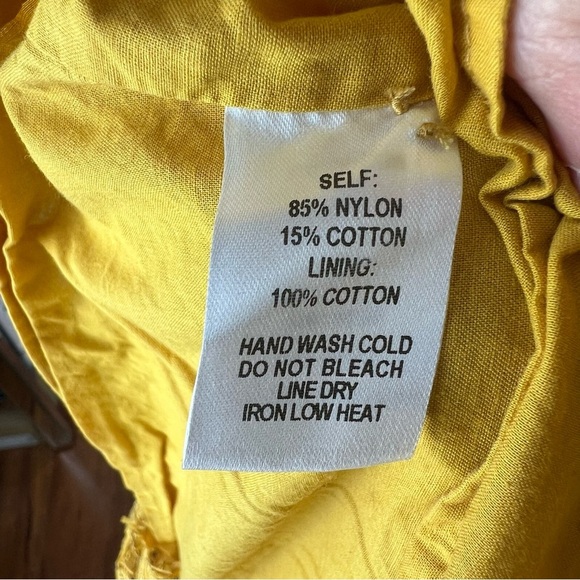 SELF:
85% NYLON
15% COTTON
LINING:
100% COTTON
HAND WASH COLD
DO NOT BLEACH
LINE DRY
IRON LOW HEAT